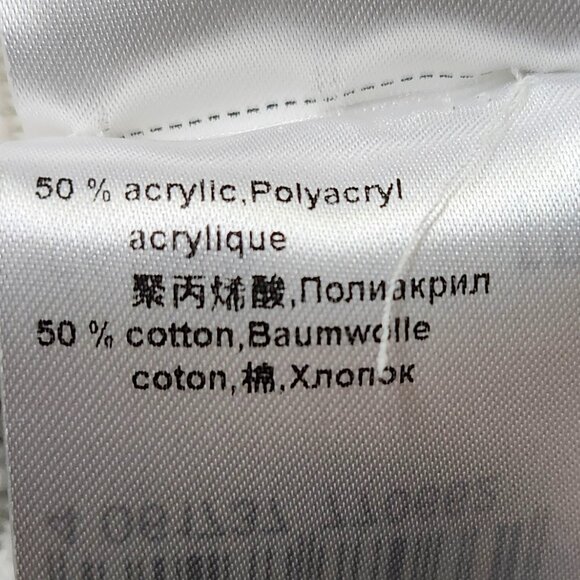 50 % acrylic,Polyacryl
acrylique
聚丙烯酸,Полиакрил
50 % cotton,Baumwolle
coton,棉,Хлопок